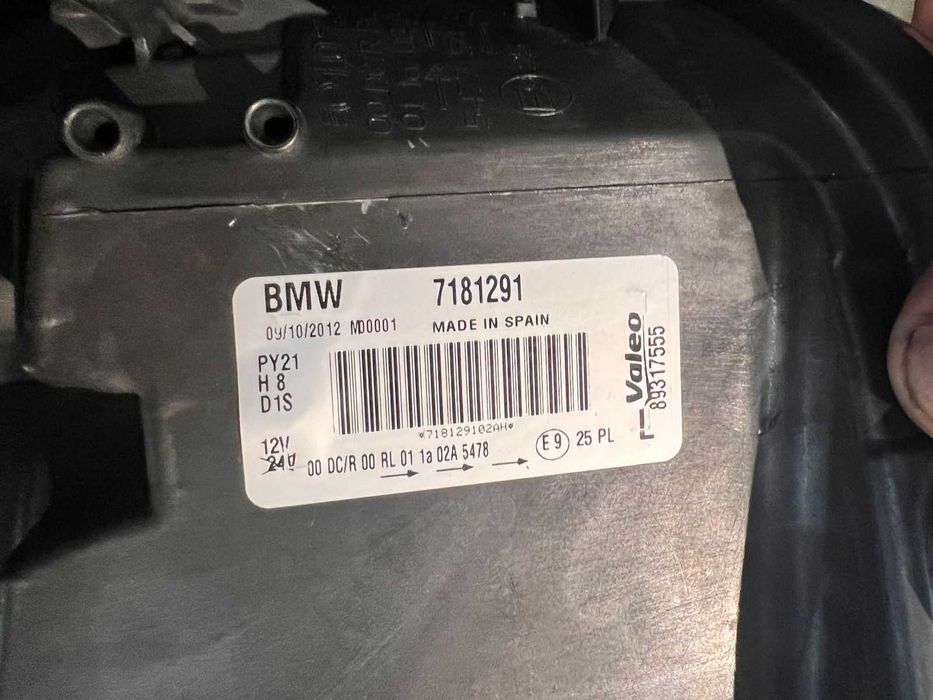 BMW 7181291
09/10/2012 MD0001 MADE IN SPAIN
PY21
H 8
D1S
*718129102AH*
12V
24V
00 DC/R 00 RL 01 1a 02A 5478
E9 25 PL
Valeo
89317555